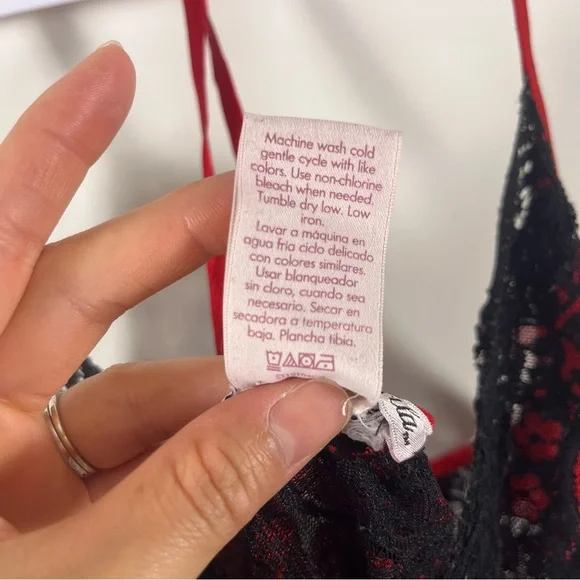 Machine wash cold
gentle cycle with like
colors. Use non-chlorine
bleach when needed.
Tumble dry low. Low
iron.
Lavar a máquina en
agua fria ciclo delicado
con colores similares.
Usar blanqueador
sin cloro, cuando sea
necesario. Secar en
secadora a temperatura
baja. Plancha tibia.